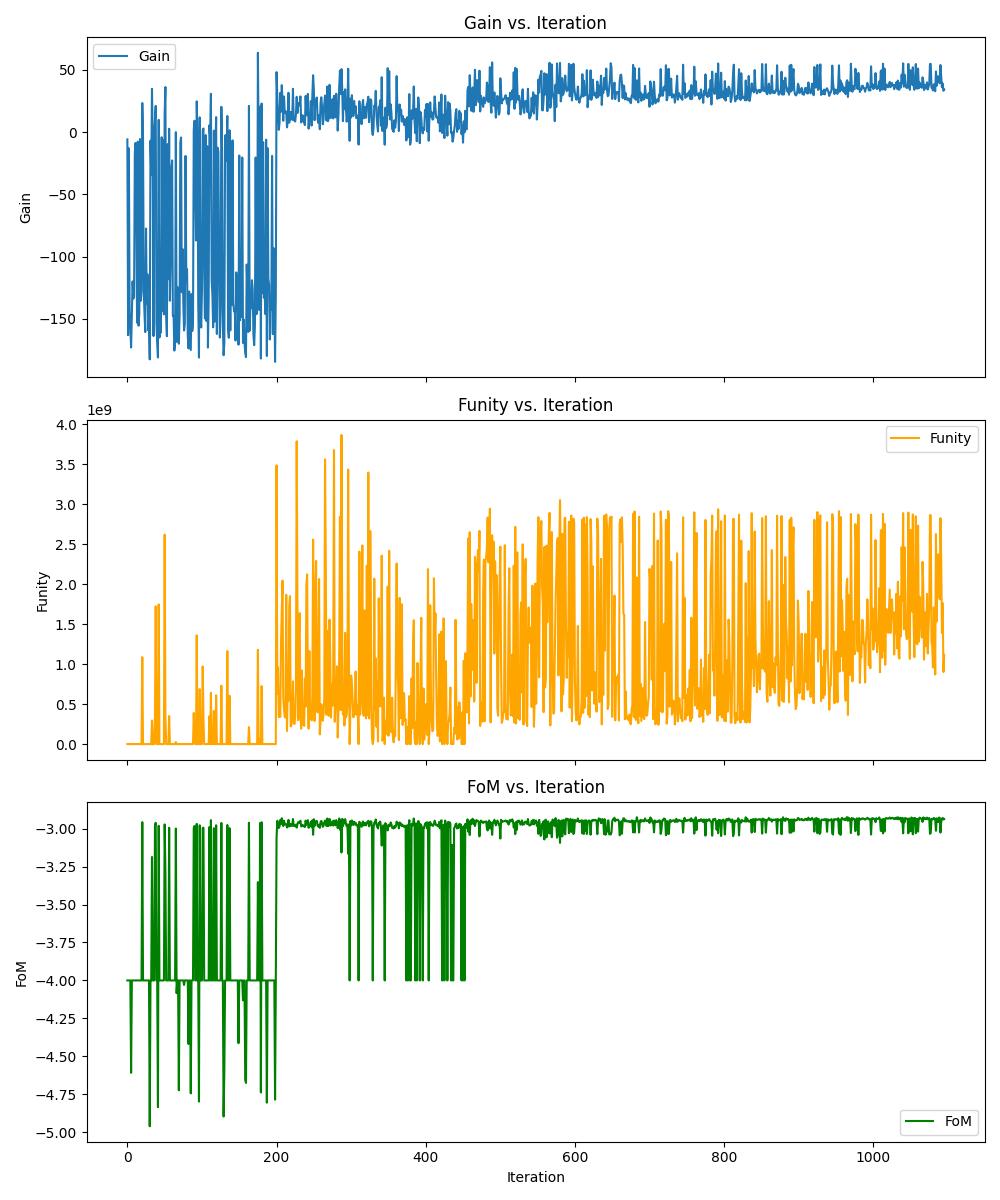 Gain vs. Iteration
Gain
50
0
−50
−100
−150
Gain
Funity vs. Iteration
1e9
Funity
4.0
3.5
3.0
2.5
2.0
1.5
1.0
0.5
0.0
Funity
FoM vs. Iteration
−3.00
−3.25
−3.50
−3.75
−4.00
−4.25
−4.50
−4.75
−5.00
FoM
FoM
0 200 400 600 800 1000
Iteration